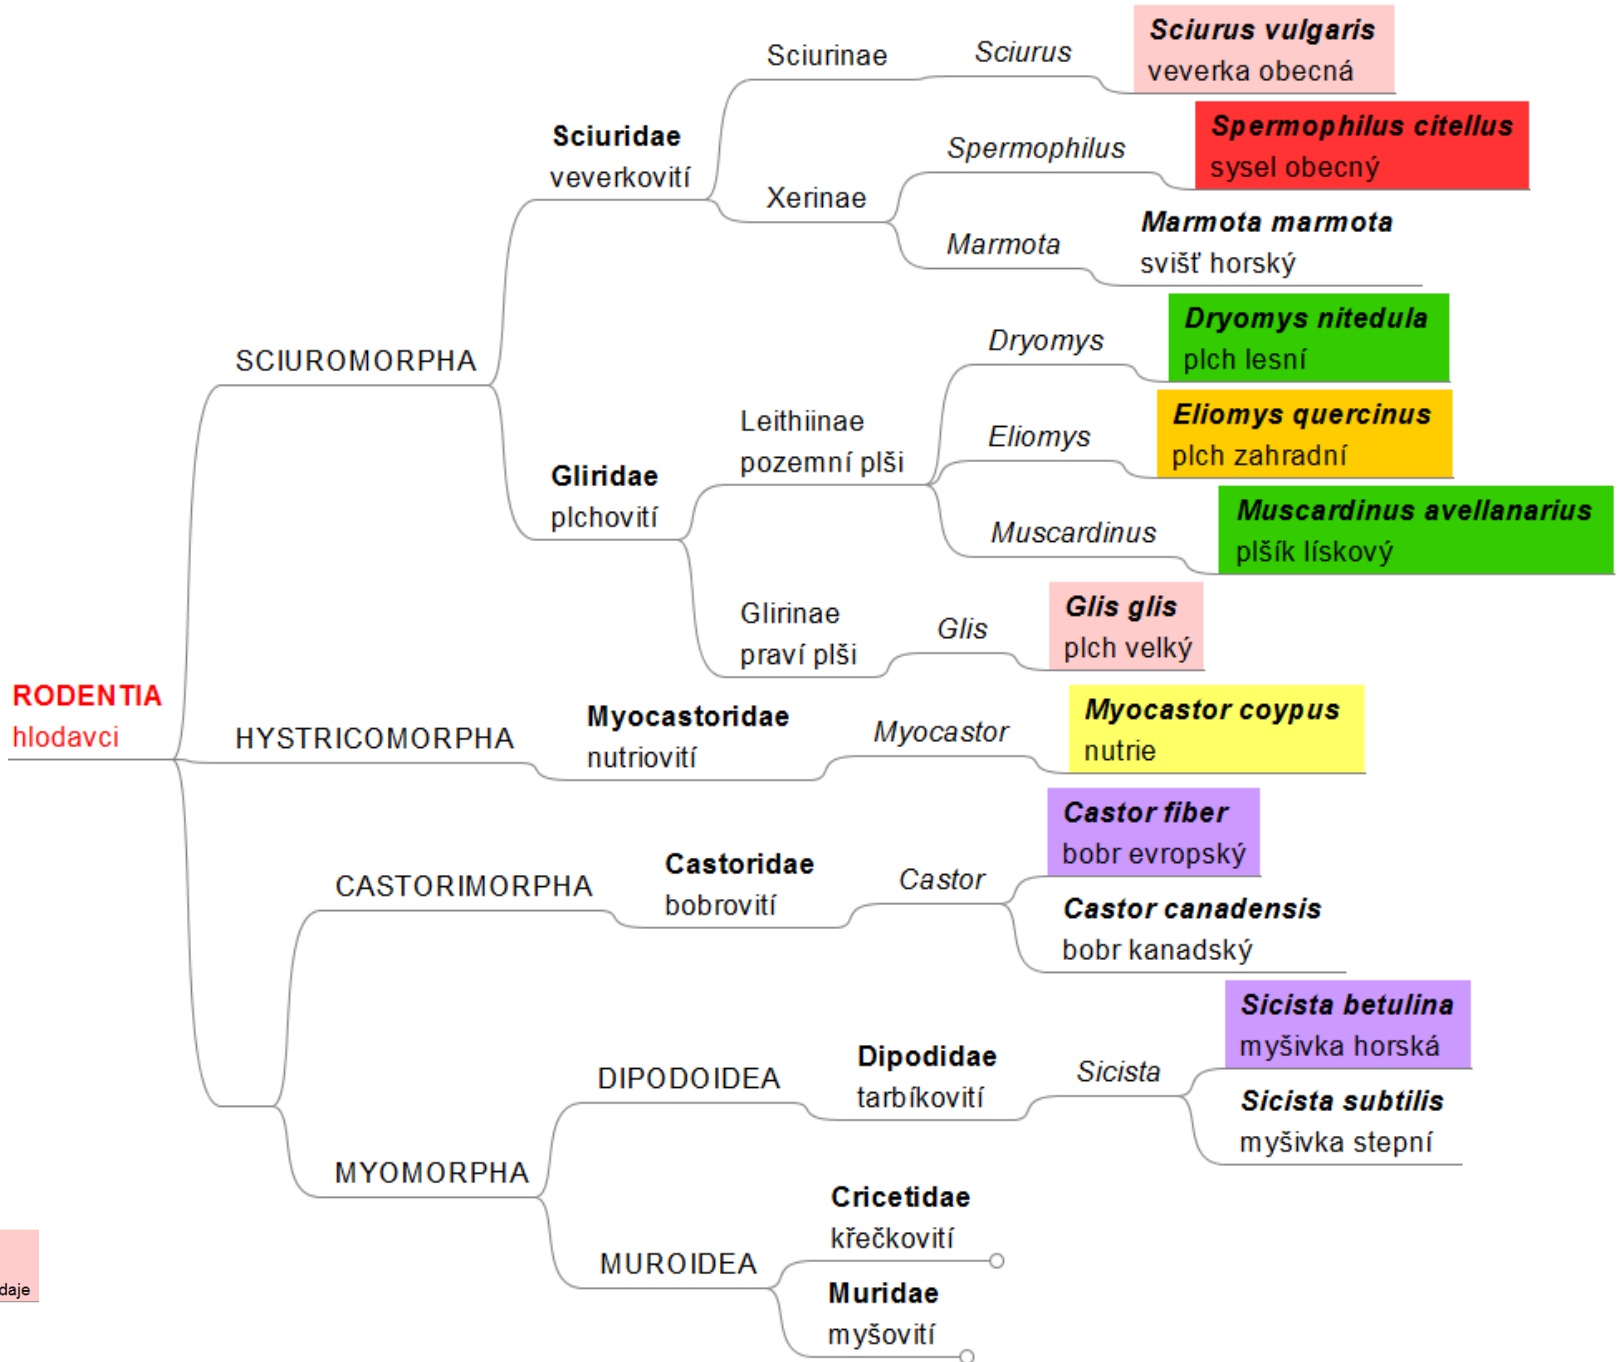 RODENTIA
hlodavci
SCIUROMORPHA
Sciuridae
veverkovití
Sciurinae
Sciurus
Sciurus vulgaris
veverka obecná
Xerinae
Spermophilus
Spermophilus citellus
sysel obecný
Marmota
Marmota marmota
svišť horský
Gliridae
plchovití
Leithiinae
pozemní plši
Dryomys
Dryomys nitedula
plch lesní
Eliomys
Eliomys quercinus
plch zahradní
Muscardinus
Muscardinus avellanarius
plšík lískový
Glirinae
praví plši
Glis
Glis glis
plch velký
HYSTRICOMORPHA
Myocastoridae
nutriovití
Myocastor
Myocastor coypus
nutrie
CASTORIMORPHA
Castoridae
bobrovití
Castor
Castor fiber
bobr evropský
Castor canadensis
bobr kanadský
MYOMORPHA
DIPODOIDEA
Dipodidae
tarbíkovití
Sicista
Sicista betulina
myšivka horská
Sicista subtilis
myšivka stepní
MUROIDEA
Cricetidae
křečkovití
Muridae
myšovití
daje